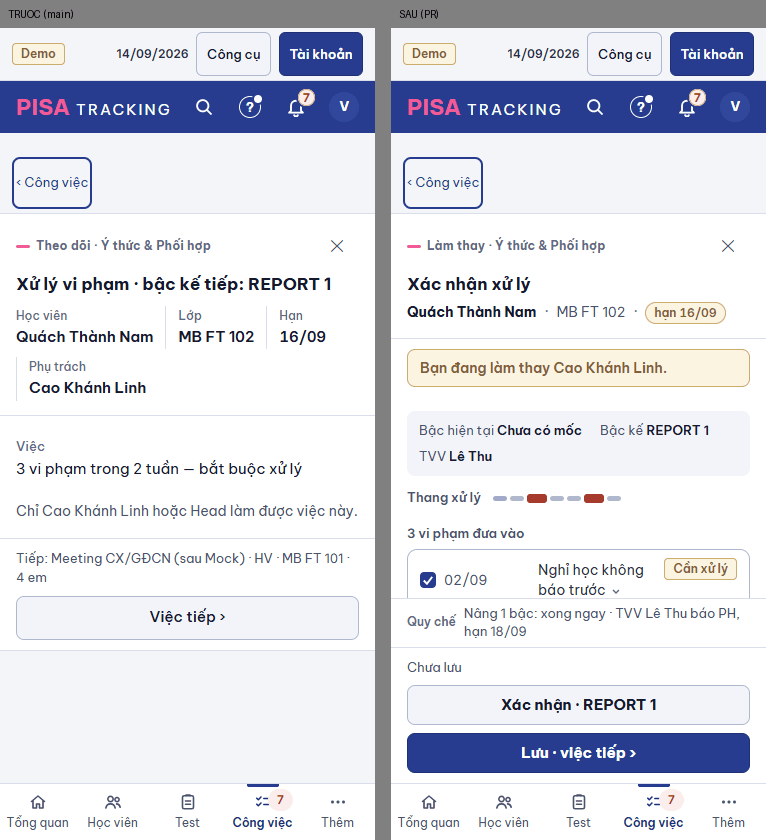 TRUOC (main)
Demo
14/09/2026
Công cụ
Tài khoản
PISA TRACKING
?
7
V
‹ Công việc
Theo dõi · Ý thức & Phối hợp
Xử lý vi phạm · bậc kế tiếp: REPORT 1
Học viên
Lớp
Hạn
Quách Thành Nam
MB FT 102
16/09
Phụ trách
Cao Khánh Linh
Việc
3 vi phạm trong 2 tuần — bắt buộc xử lý
Chỉ Cao Khánh Linh hoặc Head làm được việc này.
Tiếp: Meeting CX/GĐCN (sau Mock) · HV · MB FT 101 ·
4 em
Việc tiếp ›
7
Tổng quan
Học viên
Test
Công việc
Thêm
SAU (PR)
Demo
14/09/2026
Công cụ
Tài khoản
PISA TRACKING
?
7
V
‹ Công việc
Làm thay · Ý thức & Phối hợp
Xác nhận xử lý
Quách Thành Nam · MB FT 102 · hạn 16/09
Bạn đang làm thay Cao Khánh Linh.
Bậc hiện tại Chưa có mốc Bậc kế REPORT 1
TVV Lê Thu
Thang xử lý
3 vi phạm đưa vào
02/09
Nghỉ học không
báo trước
Cần xử lý
Quy chế
Nâng 1 bậc: xong ngay · TVV Lê Thu báo PH,
hạn 18/09
Chưa lưu
Xác nhận · REPORT 1
Lưu · việc tiếp ›
7
Tổng quan
Học viên
Test
Công việc
Thêm